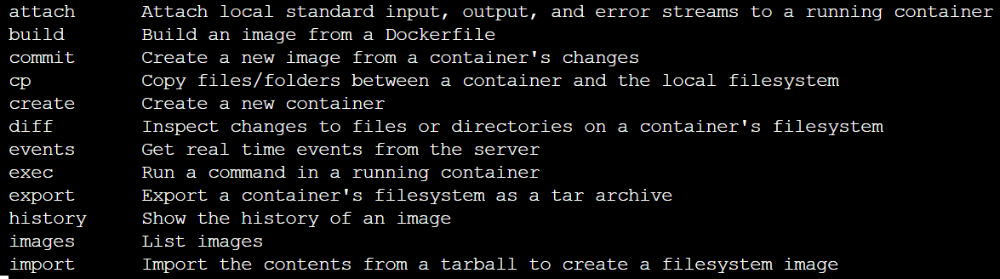 attach      Attach local standard input, output, and error streams to a running container
build       Build an image from a Dockerfile
commit      Create a new image from a container's changes
cp          Copy files/folders between a container and the local filesystem
create      Create a new container
diff        Inspect changes to files or directories on a container's filesystem
events      Get real time events from the server
exec        Run a command in a running container
export      Export a container's filesystem as a tar archive
history     Show the history of an image
images      List images
import      Import the contents from a tarball to create a filesystem image